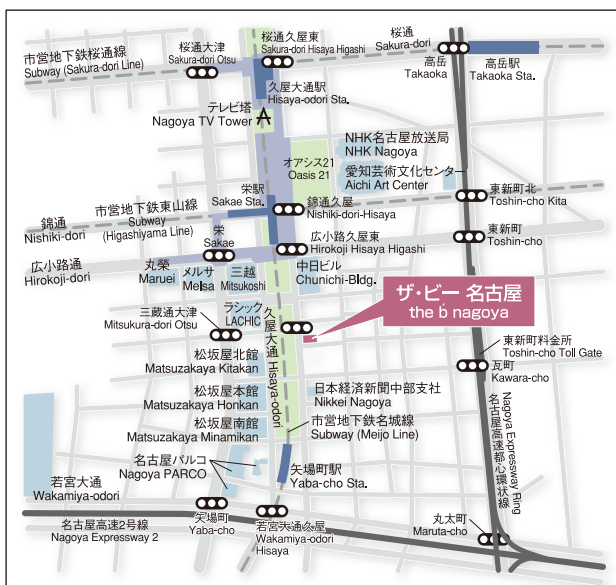 桜通大津
Sakura-dori Otsu
桜通久屋東
Sakura-dori Hisaya Higashi
桜通
Sakura-dori
高岳
Takaoka
高岳駅
Takaoka Sta.
市営地下鉄桜通線
Subway (Sakura-dori Line)
久屋大通駅
Hisaya-odori Sta.
テレビ塔
Nagoya TV Tower
NHK名古屋放送局
NHK Nagoya
オアシス21
Oasis 21
愛知芸術文化センター
Aichi Art Center
東新町北
Toshin-cho Kita
栄駅
Sakae Sta.
市営地下鉄東山線
Subway
(Higashiyama Line)
錦通
Nishiki-dori
錦通久屋
Nishiki-dori-Hisaya
東新町
Toshin-cho
栄
Sakae
広小路久屋東
Hirokoji Hisaya Higashi
広小路通
Hirokoji-dori
丸榮
Maruei
メルサ
Melsa
三越
Mitsukoshi
中日ビル
Chunichi-Bldg.
ザ・ビー 名古屋
the b nagoya
三蔵通大津
Mitsukura-dori Otsu
ラシック
LACHIC
久屋大通 Hisaya-odori
東新町料金所
Toshin-cho Toll Gate
瓦町
Kawara-cho
松坂屋北館
Matsuzakaya Kitakan
松坂屋本館
Matsuzakaya Honkan
松坂屋南館
Matsuzakaya Minamikan
日本経済新聞中部支社
Nikkei Nagoya
市営地下鉄名城線
Subway (Meijo Line)
名古屋高速都心環状線
Nagoya Expressway Ring
名古屋パルコ
Nagoya PARCO
矢場町駅
Yaba-cho Sta.
若宮大通
Wakamiya-odori
名古屋高速2号線
Nagoya Expressway 2
矢場町
Yaba-cho
若宮大通久屋
Wakamiya-odori
Hisaya
丸太町
Maruta-cho